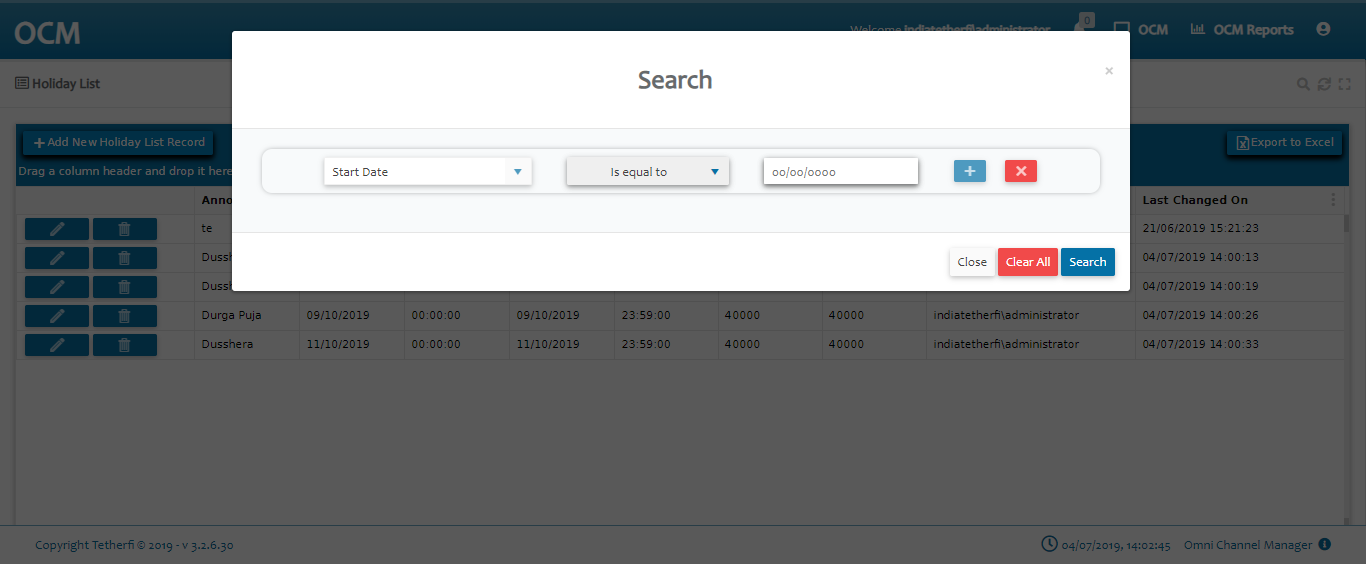 OCM
Welcome indiatetherfi\administrator
0
OCM
OCM Reports
Holiday List
Search
×
Add New Holiday List Record
Export to Excel
Drag a column header and drop it here
Start Date
Is equal to
00/00/0000
Last Changed On
te
21/06/2019 15:21:23
04/07/2019 14:00:13
04/07/2019 14:00:19
Close
Clear All
Search
Durga Puja 09/10/2019 00:00:00 09/10/2019 23:59:00 40000 40000 indiatetherfi\administrator 04/07/2019 14:00:26
Dusshera 11/10/2019 00:00:00 11/10/2019 23:59:00 40000 40000 indiatetherfi\administrator 04/07/2019 14:00:33
Copyright Tetherfi © 2019 - v 3.2.6.30
04/07/2019, 14:02:45
Omni Channel Manager